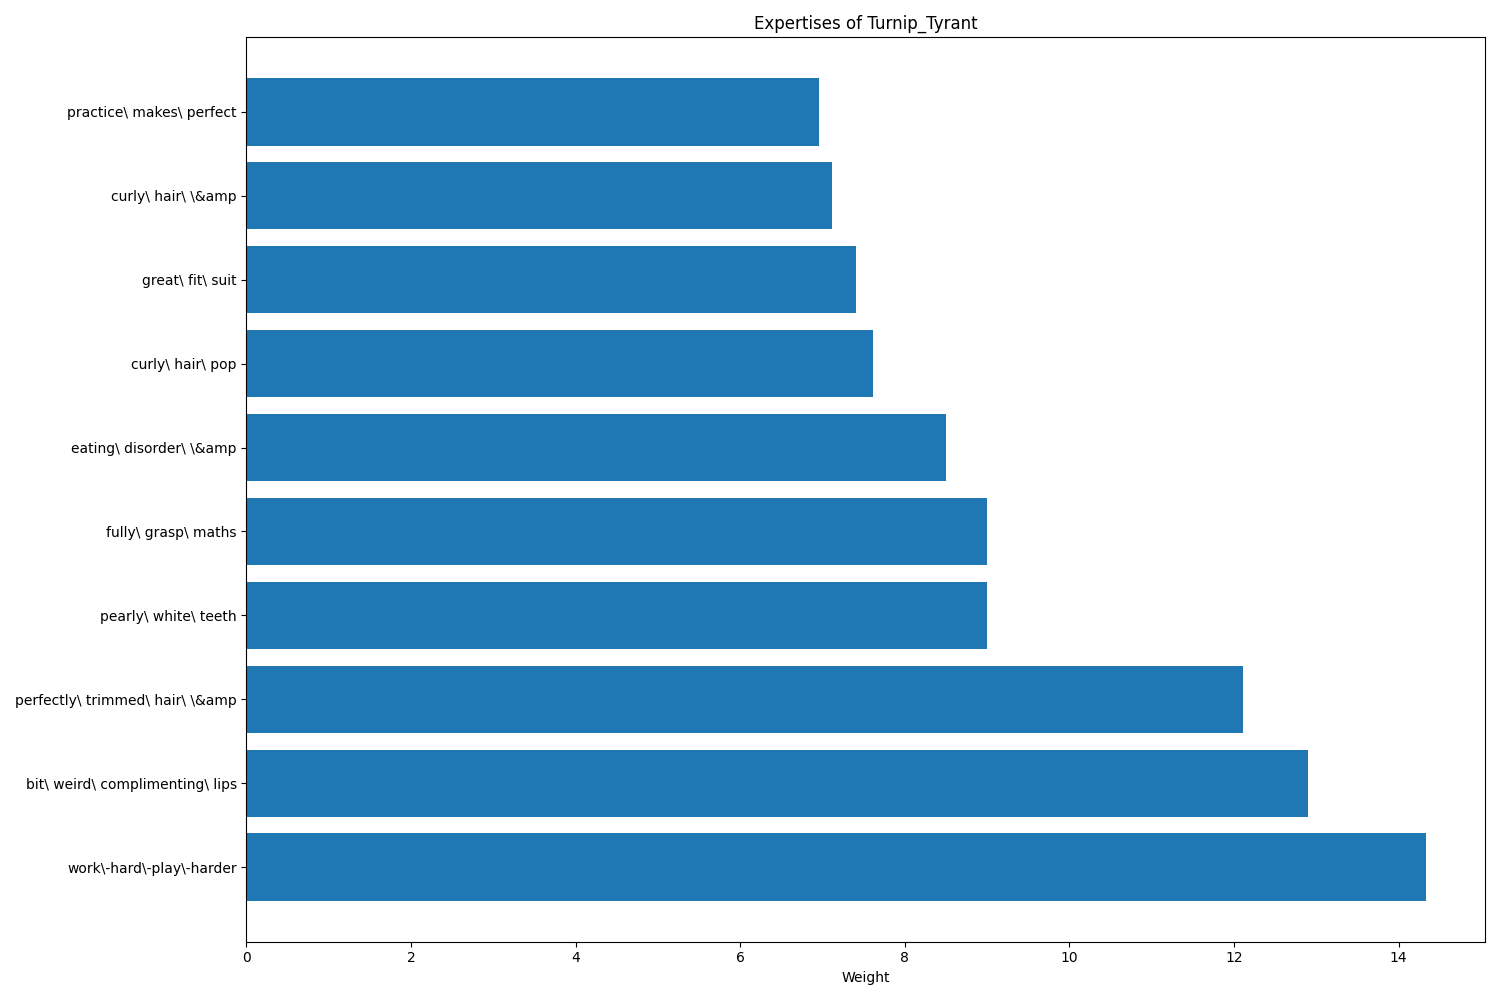 Expertises of Turnip_Tyrant
practice\ makes\ perfect
curly\ hair\ \&amp
great\ fit\ suit
curly\ hair\ pop
eating\ disorder\ \&amp
fully\ grasp\ maths
pearly\ white\ teeth
perfectly\ trimmed\ hair\ \&amp
bit\ weird\ complimenting\ lips
work\-hard\-play\-harder
0 2 4 6 8 10 12 14
Weight